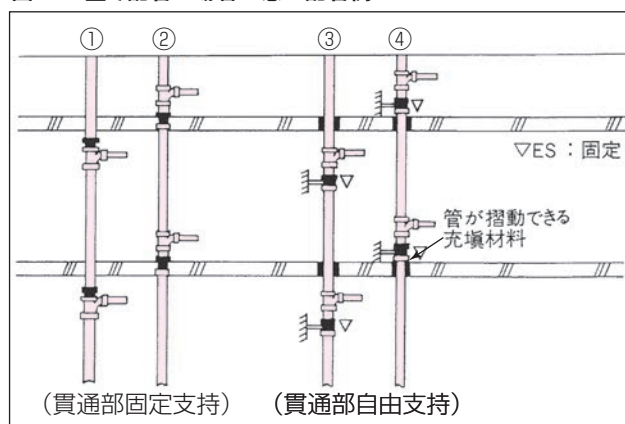 ① ② ③ ④
▽ES：固定
管が摺動できる
充塡材料
（貫通部固定支持） （貫通部自由支持）